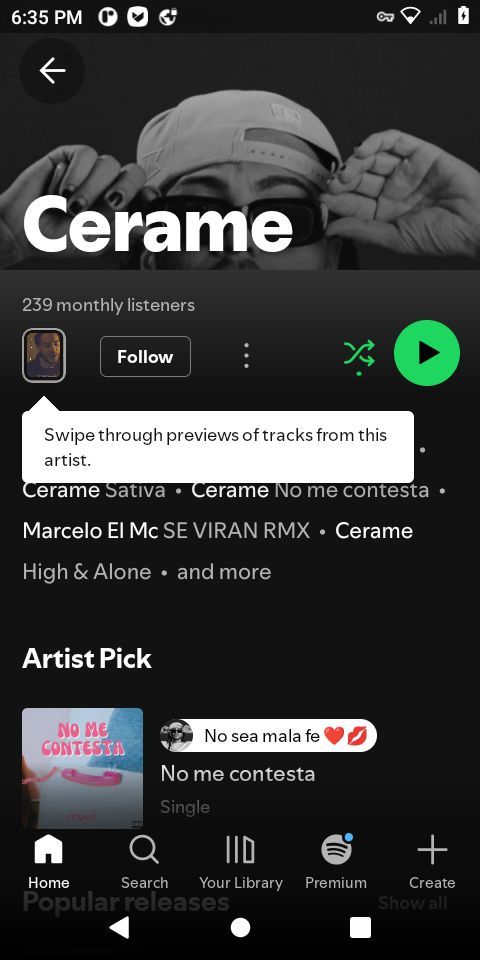 6:35 PM
Cerame
239 monthly listeners
Follow
Swipe through previews of tracks from this
artist.
Cerame Sativa • Cerame No me contesta •
Marcelo El Mc SE VIRAN RMX • Cerame
High & Alone • and more
Artist Pick
NO ME
CONTESTA
CERAME
No sea mala fe ❤️💋
No me contesta
Single
Home
Search
Your Library
Premium
Create
Popular releases
Show all